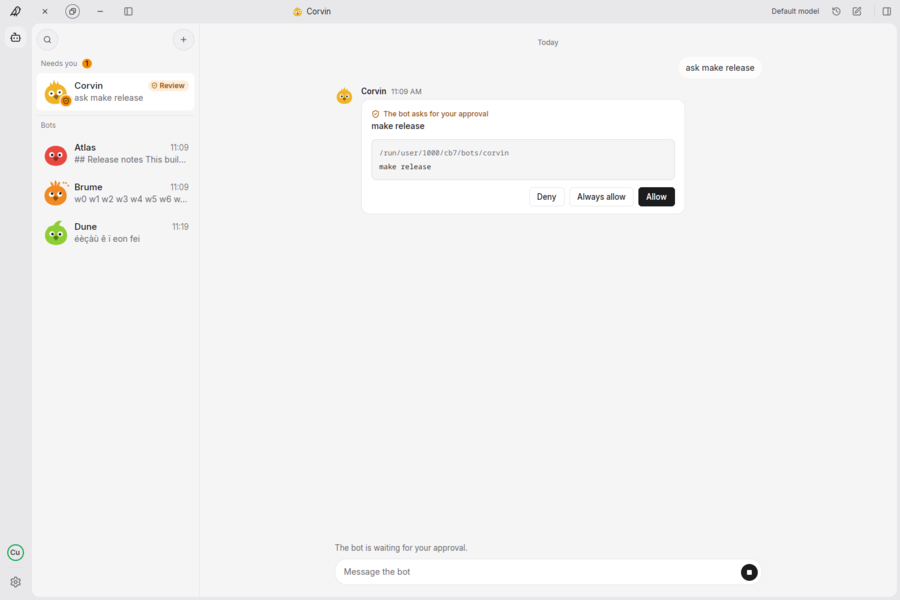 Corvin
Default model
Needs you 1
Corvin
Review
ask make release
Bots
Atlas
11:09
## Release notes This buil...
Brume
11:09
w0 w1 w2 w3 w4 w5 w6 w...
Dune
11:19
éèçàù ê ï eon fei
Cu
Today
ask make release
Corvin 11:09 AM
The bot asks for your approval
make release
/run/user/1000/cb7/bots/corvin
make release
Deny
Always allow
Allow
The bot is waiting for your approval.
Message the bot